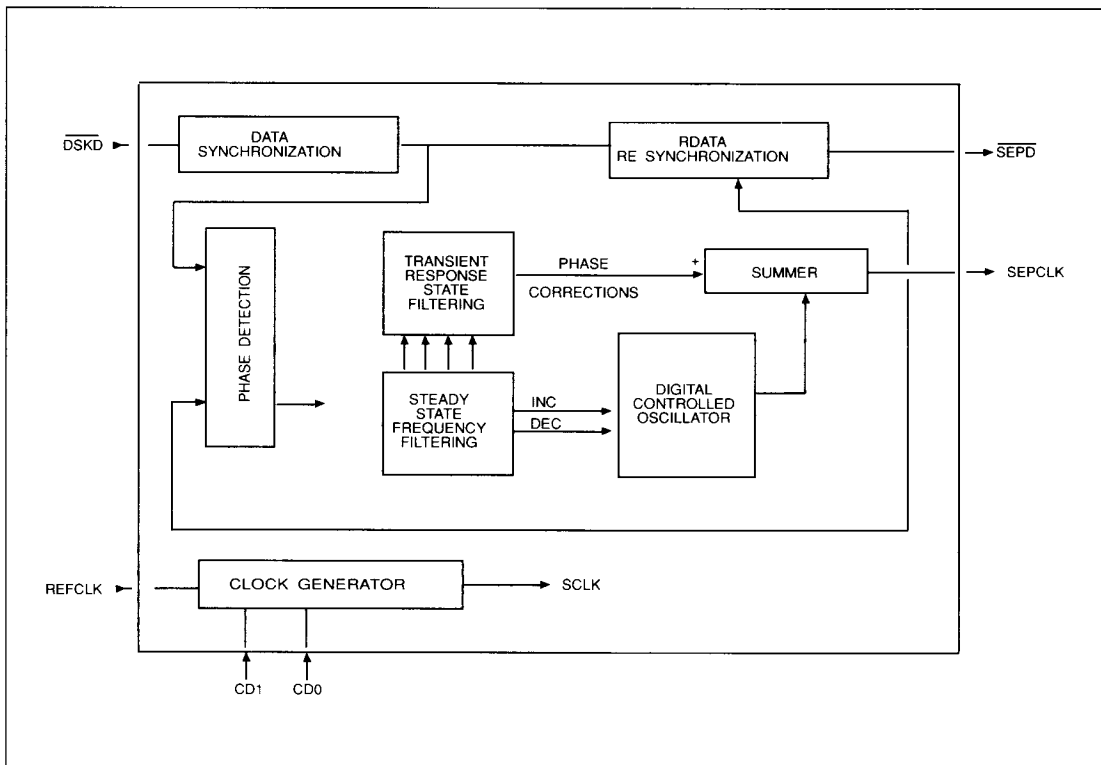 DSKD
DATA
SYNCHRONIZATION
RDATA
RE SYNCHRONIZATION
SEPD
PHASE DETECTION
TRANSIENT
RESPONSE
STATE
FILTERING
PHASE
CORRECTIONS
+
SUMMER
SEPCLK
STEADY
STATE
FREQUENCY
FILTERING
INC
DEC
DIGITAL
CONTROLLED
OSCILLATOR
REFCLK
CLOCK GENERATOR
SCLK
CD1
CD0